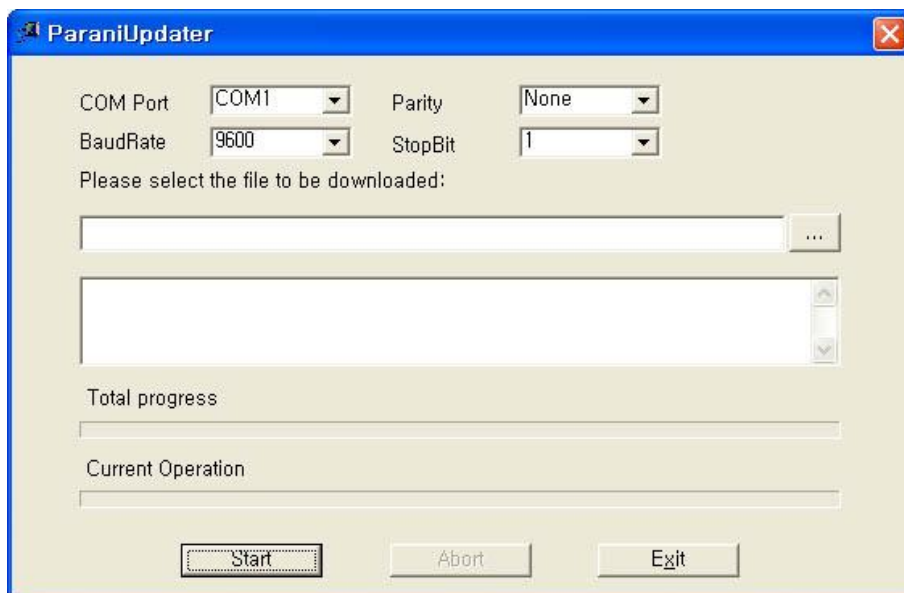 ParaniUpdater
COM Port COM1 Parity None
BaudRate 9600 StopBit 1
Please select the file to be downloaded:
...
Total progress
Current Operation
Start Abort Exit